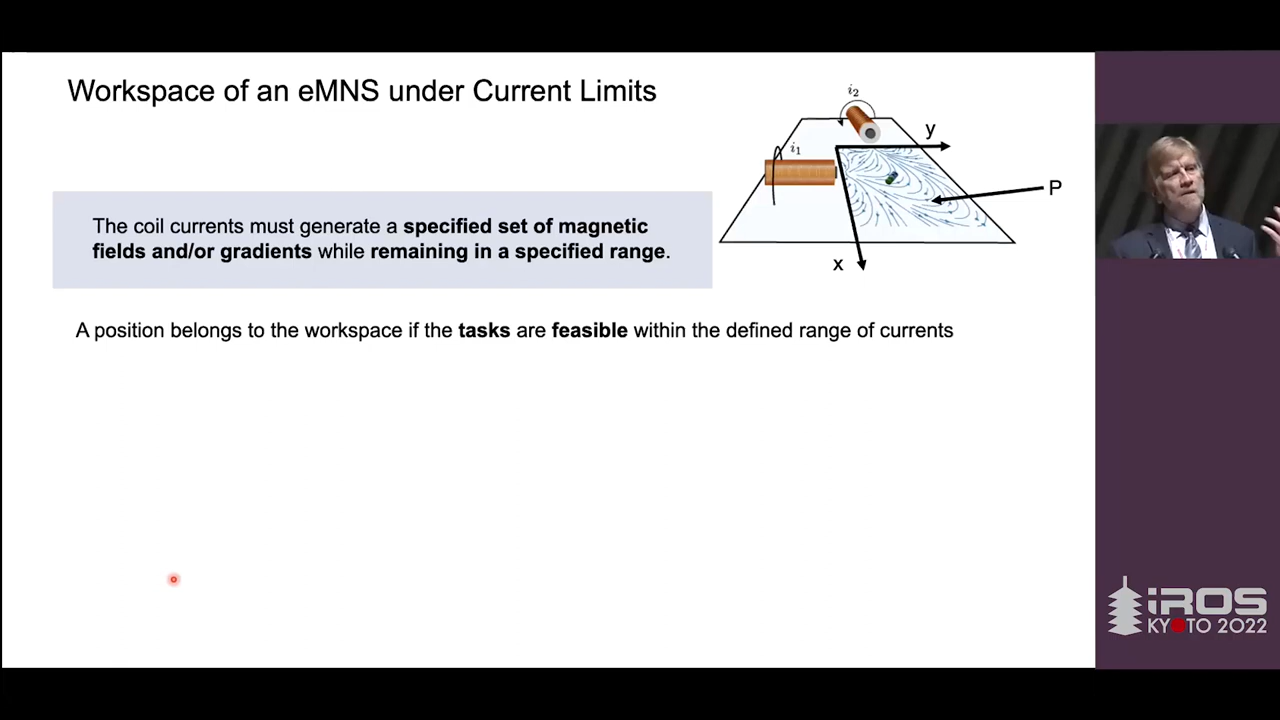 Workspace of an eMNS under Current Limits
i₂
y
i₁
P
x
The coil currents must generate a specified set of magnetic
fields and/or gradients while remaining in a specified range.
A position belongs to the workspace if the tasks are feasible within the defined range of currents
iROS
KYOTO 2022